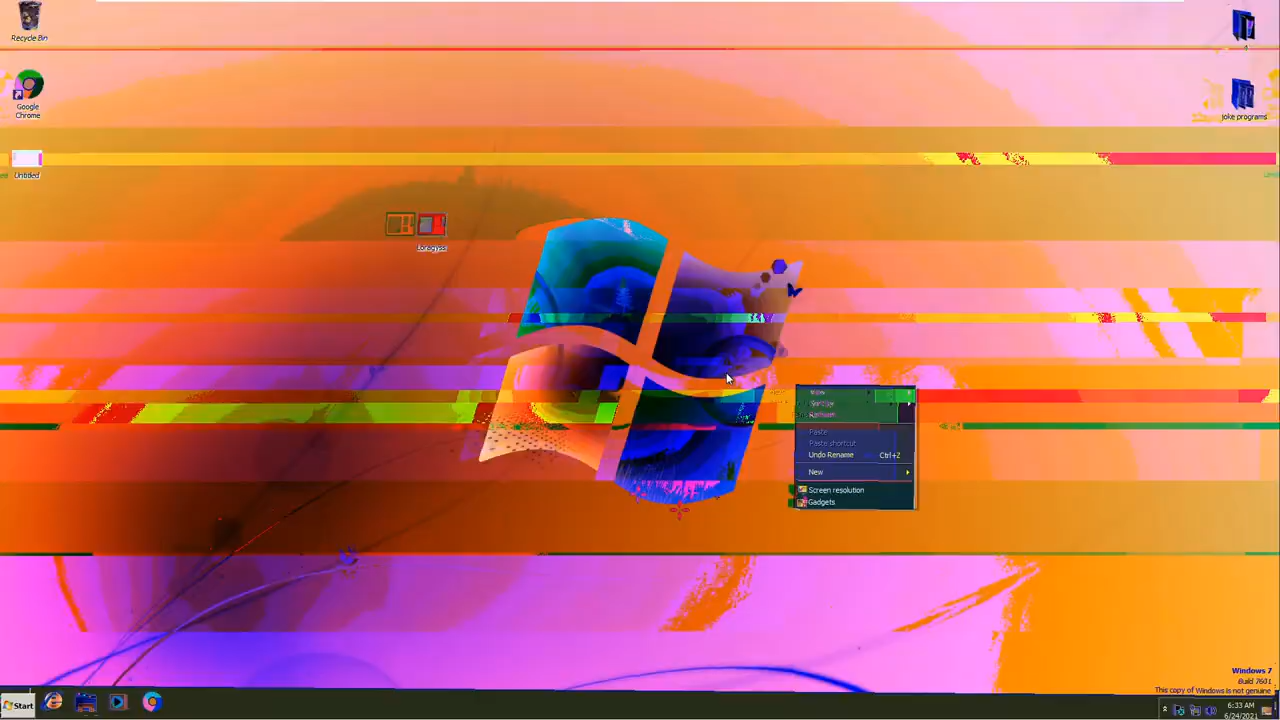 Recycle Bin
joke programs
Google
Chrome
Untitled
View
Sort by
Refresh
Paste
Paste shortcut
Undo Rename Ctrl+Z
New
Screen resolution
Gadgets
Windows 7
Build 7601
This copy of Windows is not genuine
Start
6:33 AM
6/24/2021